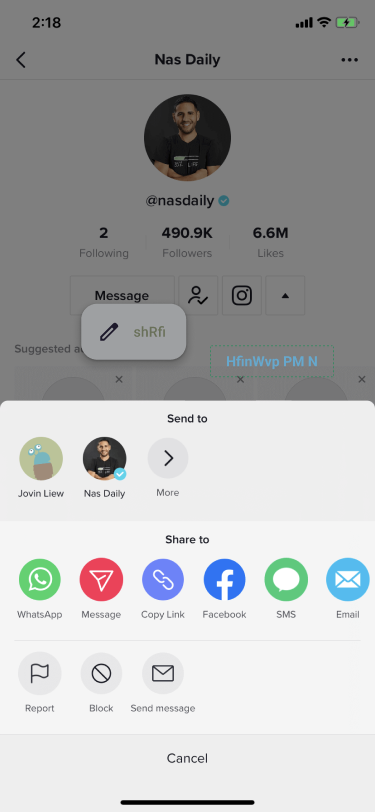 2:18
Nas Daily
@nasdaily
2 490.9K 6.6M
Following Followers Likes
Message
shRfi
Suggested a
HfinWvp PM N
Send to
Jovin Liew Nas Daily More
Share to
WhatsApp Message Copy Link Facebook SMS Email
Report Block Send message
Cancel